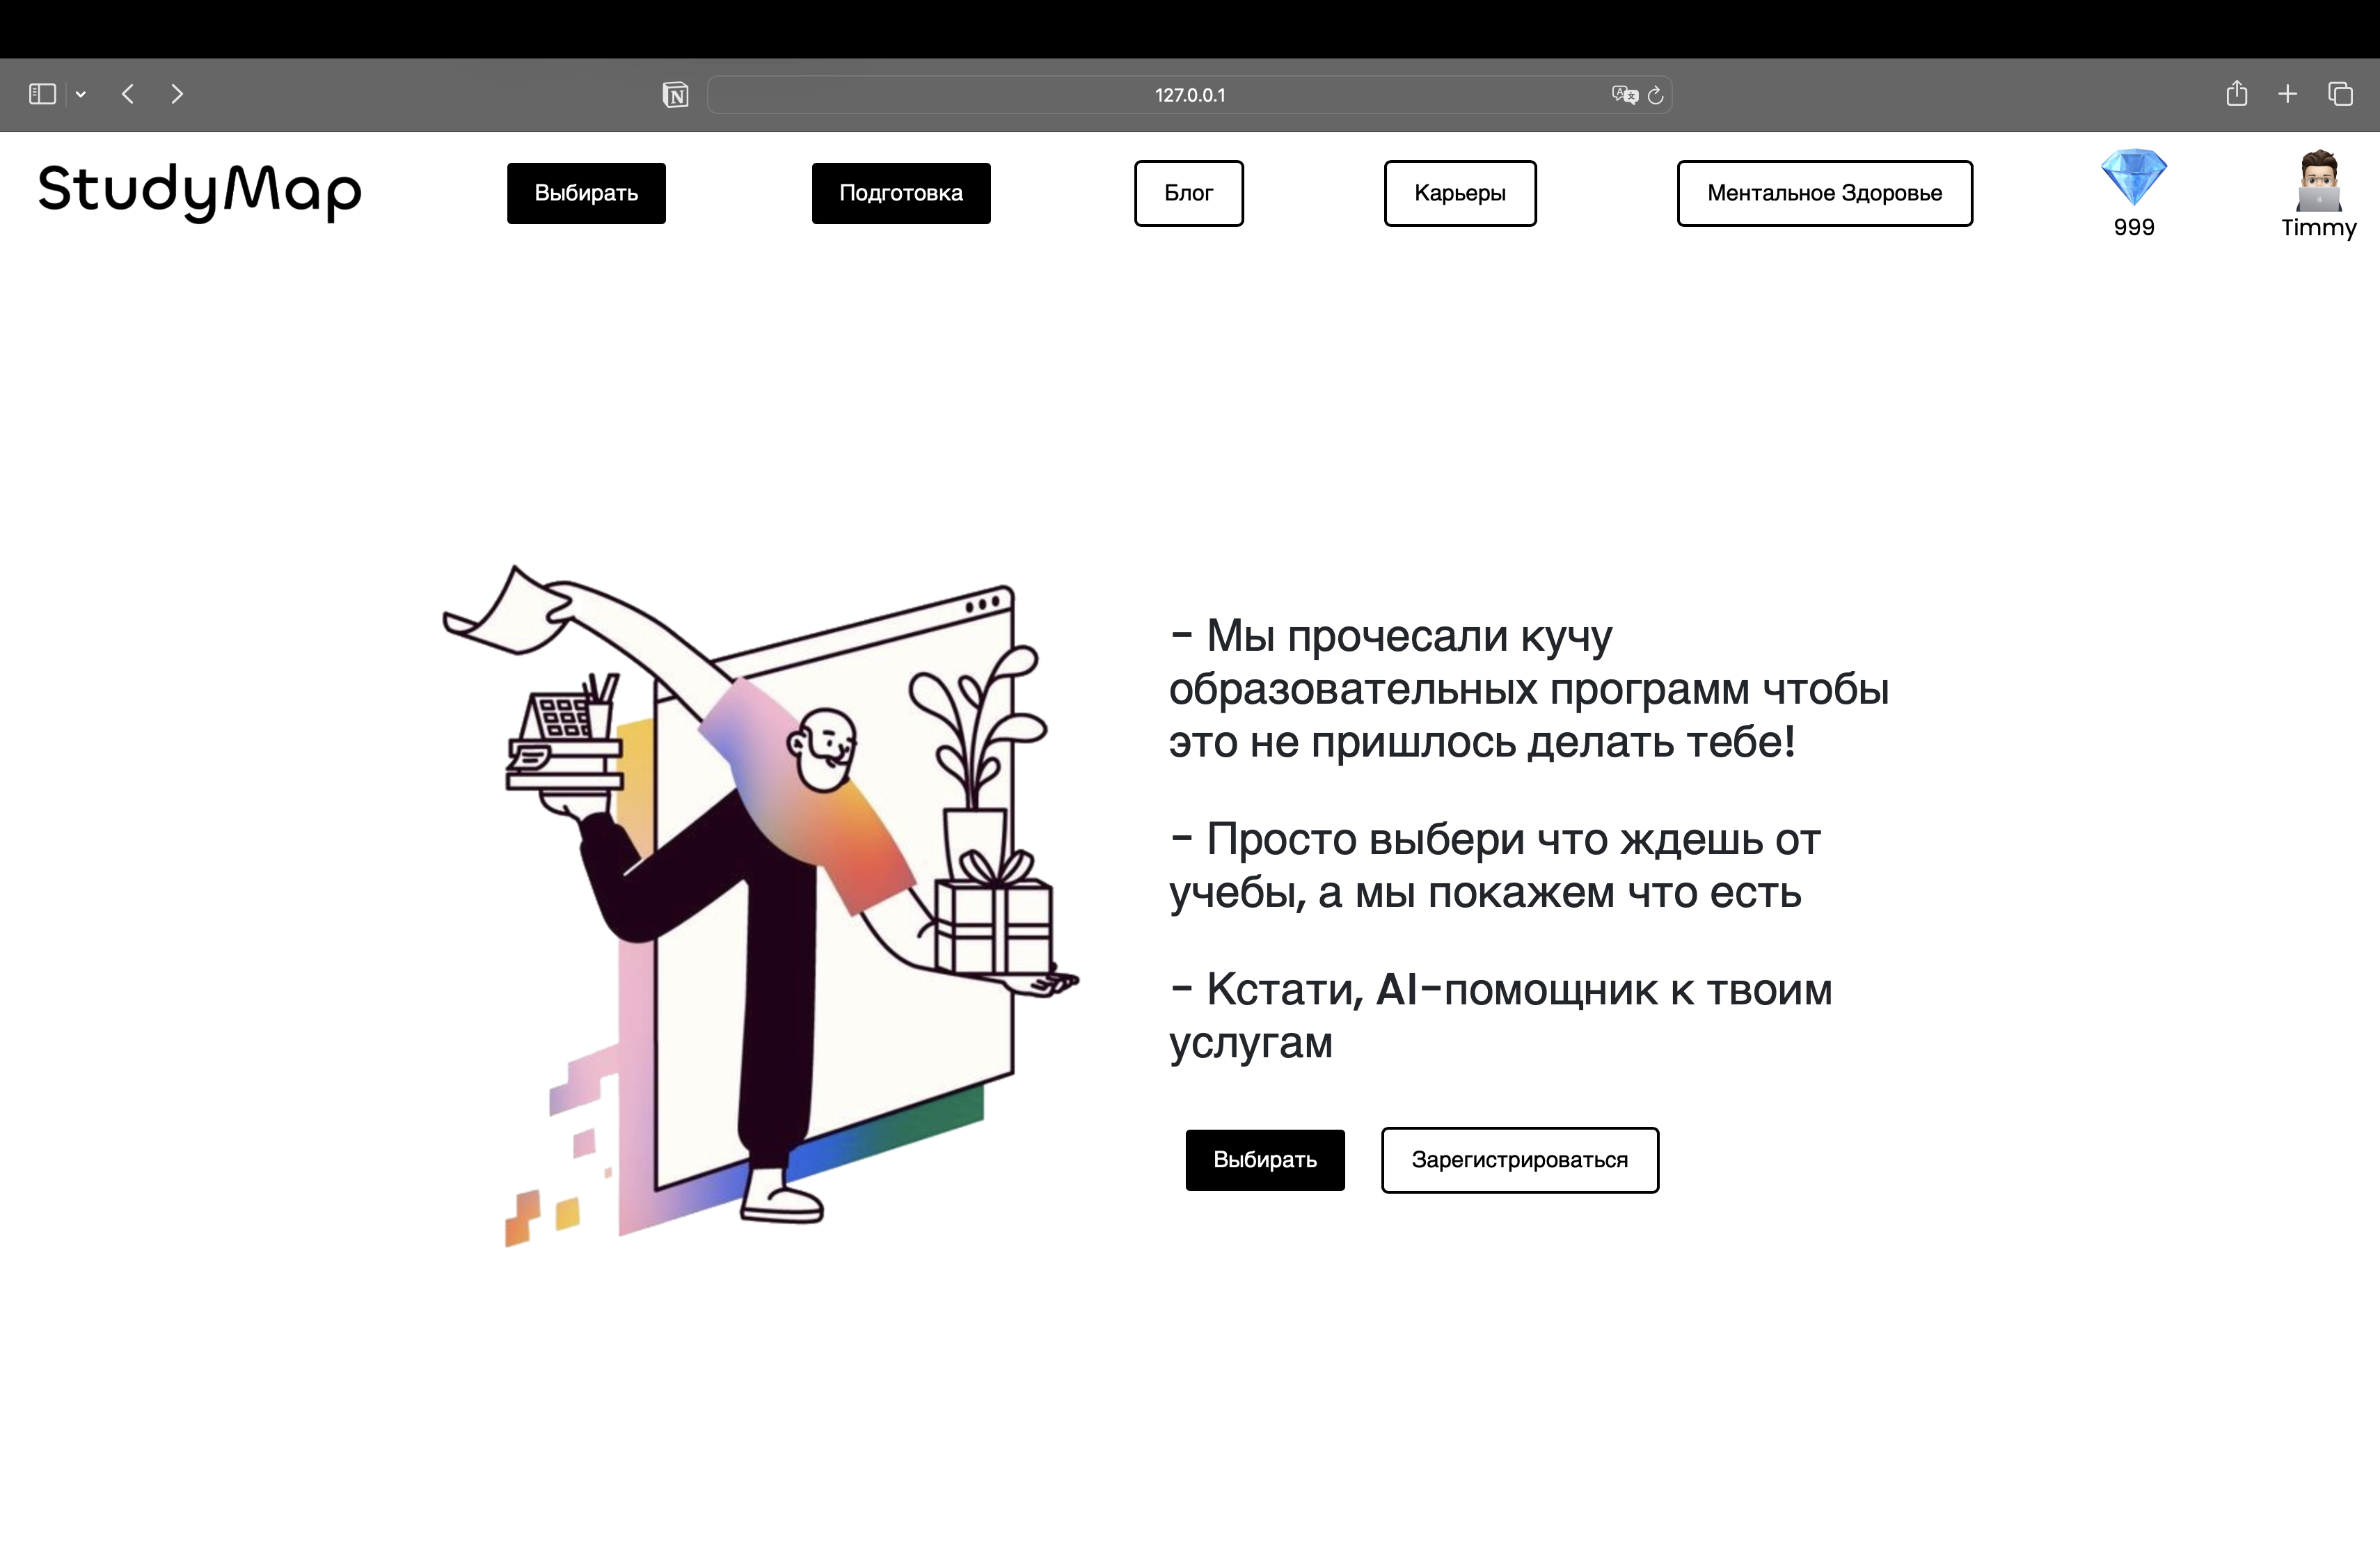 127.0.0.1
StudyMap
Выбирать
Подготовка
Блог
Карьеры
Ментальное Здоровье
999
Timmy
- Мы прочесали кучу
образовательных программ чтобы
это не пришлось делать тебе!
- Просто выбери что ждешь от
учебы, а мы покажем что есть
- Кстати, AI-помощник к твоим
услугам
Выбирать
Зарегистрироваться